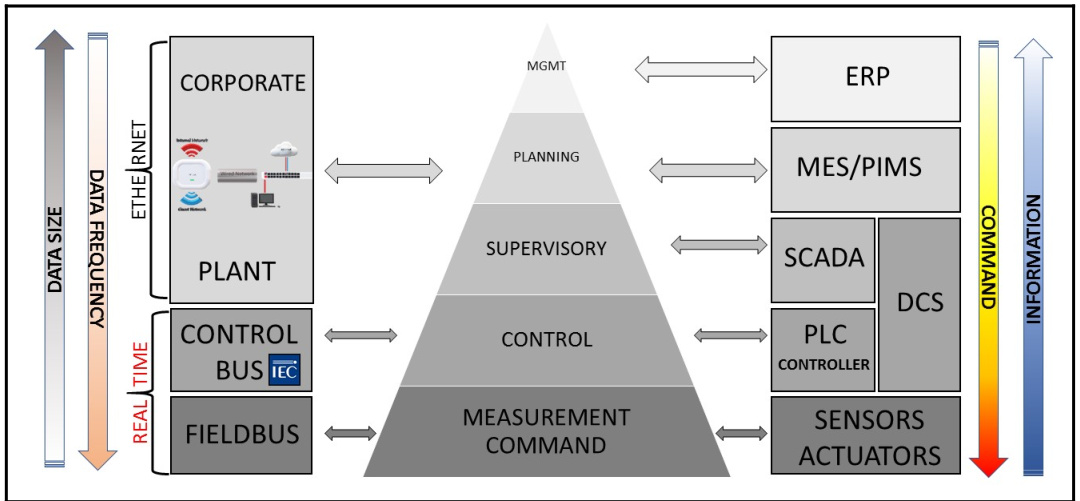 DATA SIZE
DATA FREQUENCY
ETHERNET
REAL TIME
CORPORATE
PLANT
CONTROL
BUS
IEC
FIELDBUS
MGMT
PLANNING
SUPERVISORY
CONTROL
MEASUREMENT
COMMAND
ERP
MES/PIMS
SCADA
DCS
PLC
CONTROLLER
SENSORS
ACTUATORS
COMMAND
INFORMATION